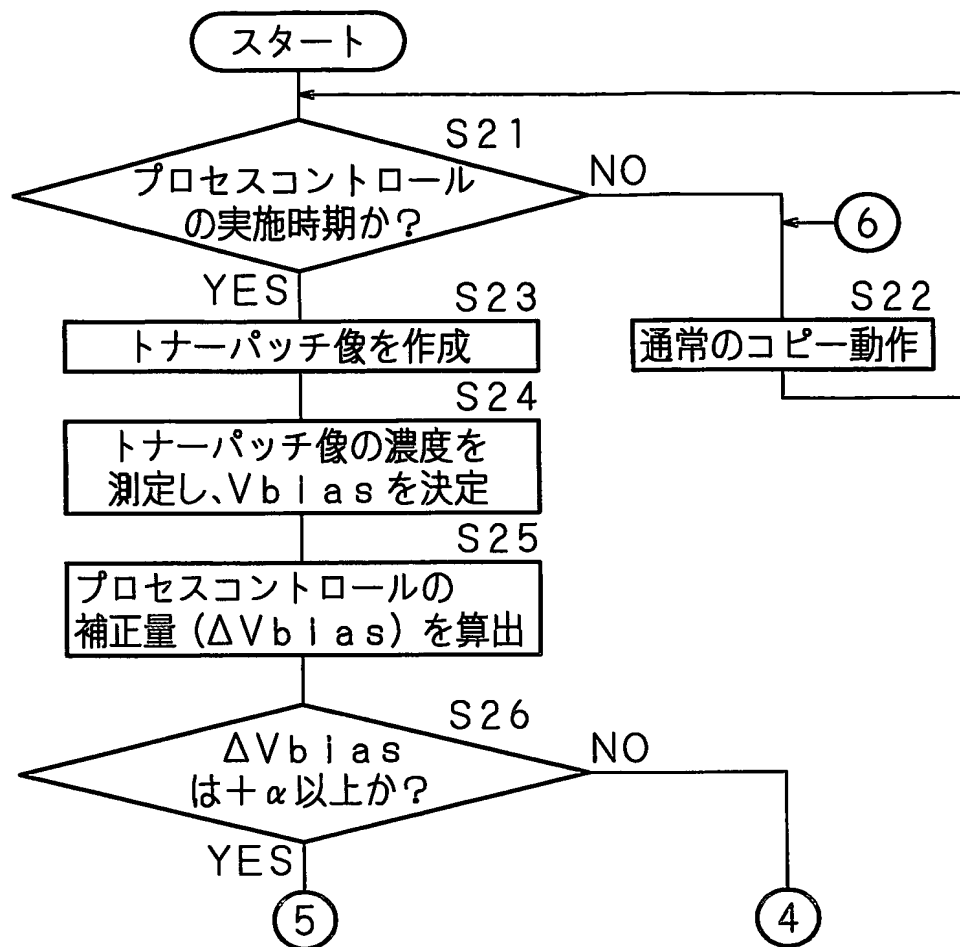 スタート
S21
プロセスコントロール
の実施時期か？
NO
YES
6
S22
通常のコピー動作
S23
トナーパッチ像を作成
S24
トナーパッチ像の濃度を
測定し、Vbiasを決定
S25
プロセスコントロールの
補正量（ΔVbias）を算出
S26
ΔVbias
は＋α以上か？
NO
YES
5
4